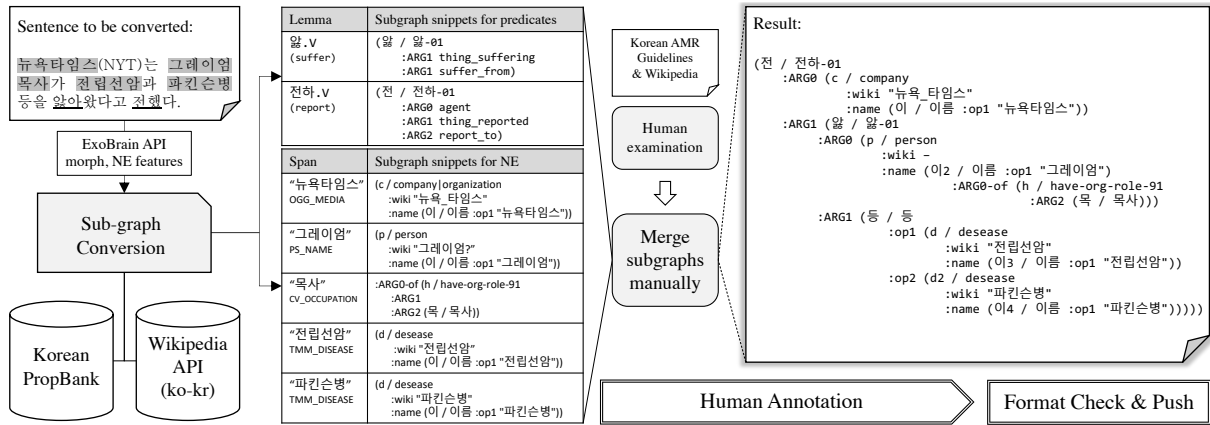 Sentence to be converted:
뉴욕타임스(NYT)는 그레이엄
목사가 전립선암과 파킨슨병
등을 앓아왔다고 전했다.
ExoBrain API
morph, NE features
Sub-graph
Conversion
Korean
PropBank
Wikipedia
API
(ko-kr)
Lemma Subgraph snippets for predicates
앓.V
(suffer)
(앓 / 앓-01
:ARG1 thing_suffering
:ARG1 suffer_from)
전하.V
(report)
(전 / 전하-01
:ARG0 agent
:ARG1 thing_reported
:ARG2 report_to)
Span Subgraph snippets for NE
“뉴욕타임스”
OGG_MEDIA
(c / company|organization
:wiki "뉴욕_타임스"
:name (이 / 이름 :op1 "뉴욕타임스"))
“그레이엄”
PS_NAME
(p / person
:wiki "그레이엄?"
:name (이 / 이름 :op1 "그레이엄"))
“목사”
CV_OCCUPATION
:ARG0-of (h / have-org-role-91
:ARG1
:ARG2 (목 / 목사))
“전립선암”
TMM_DISEASE
(d / desease
:wiki "전립선암"
:name (이 / 이름 :op1 "전립선암"))
“파킨슨병”
TMM_DISEASE
(d / desease
:wiki "파킨슨병"
:name (이 / 이름 :op1 "파킨슨병"))
Korean AMR
Guidelines
& Wikipedia
Human
examination
Merge
subgraphs
manually
Result:
(전 / 전하-01
:ARG0 (c / company
:wiki "뉴욕_타임스"
:name (이 / 이름 :op1 "뉴욕타임스"))
:ARG1 (앓 / 앓-01
:ARG0 (p / person
:wiki –
:name (이2 / 이름 :op1 "그레이엄")
:ARG0-of (h / have-org-role-91
:ARG2 (목 / 목사)))
:ARG1 (등 / 등
:op1 (d / desease
:wiki "전립선암"
:name (이3 / 이름 :op1 "전립선암"))
:op2 (d2 / desease
:wiki "파킨슨병"
:name (이4 / 이름 :op1 "파킨슨병")))))
Human Annotation
Format Check & Push